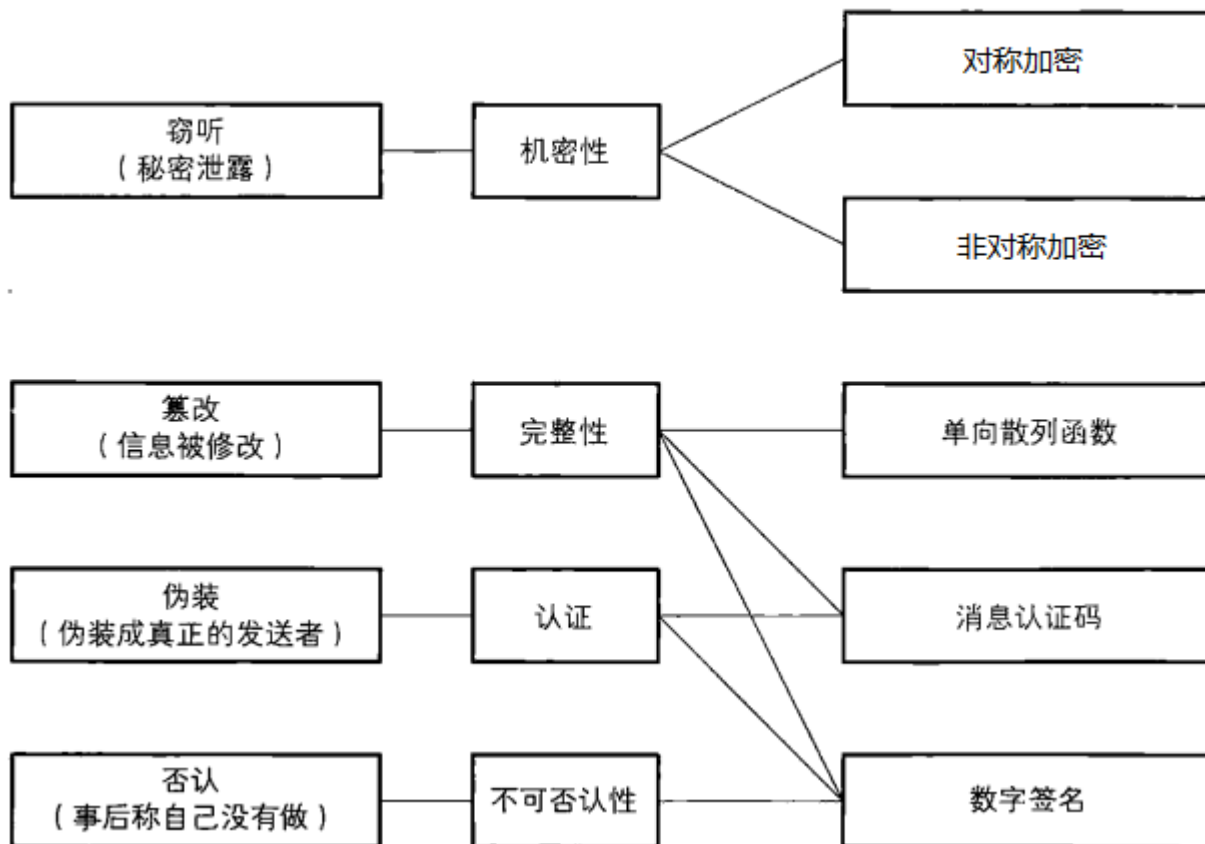 对称加密
窃听
（秘密泄露）
机密性
非对称加密
篡改
（信息被修改）
完整性
单向散列函数
伪装
（伪装成真正的发送者）
认证
消息认证码
否认
（事后称自己没有做）
不可否认性
数字签名